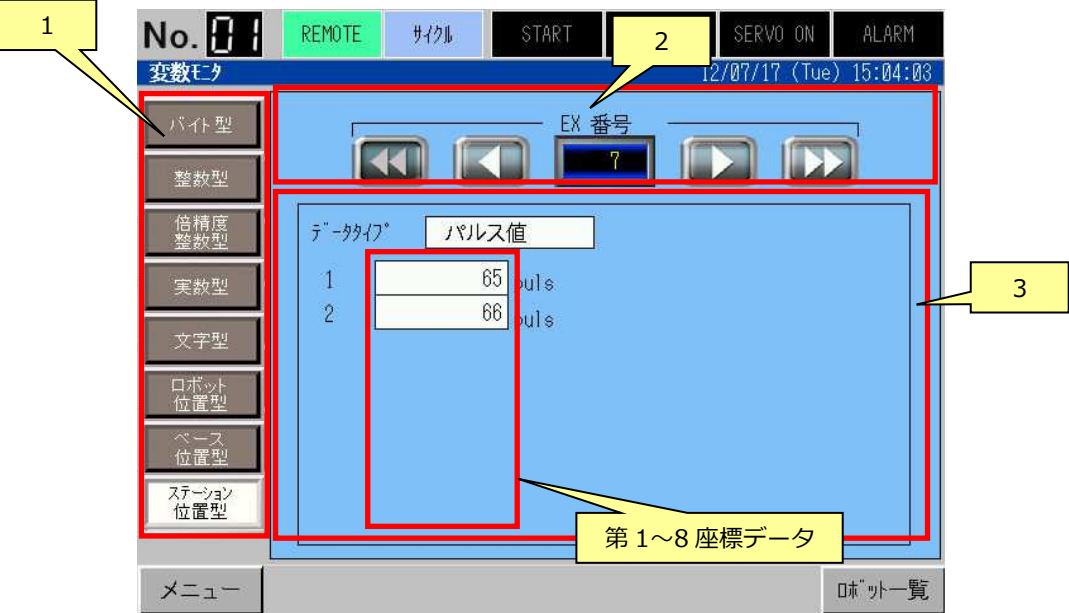 1
No. 01
REMOTE
ｻｲｸﾙ
START
2
SERVO ON
ALARM
変数ﾓﾆﾀ
12/07/17 (Tue) 15:04:03
バイト型
整数型
倍精度
整数型
実数型
文字型
ロボット
位置型
ベース
位置型
ｽﾃｰｼｮﾝ
位置型
EX 番号
7
ﾃﾞｰﾀﾀｲﾌﾟ
パルス値
1 65 puls
2 66 puls
3
第 1～8 座標データ
メニュー
ﾛﾎﾞｯﾄ一覧